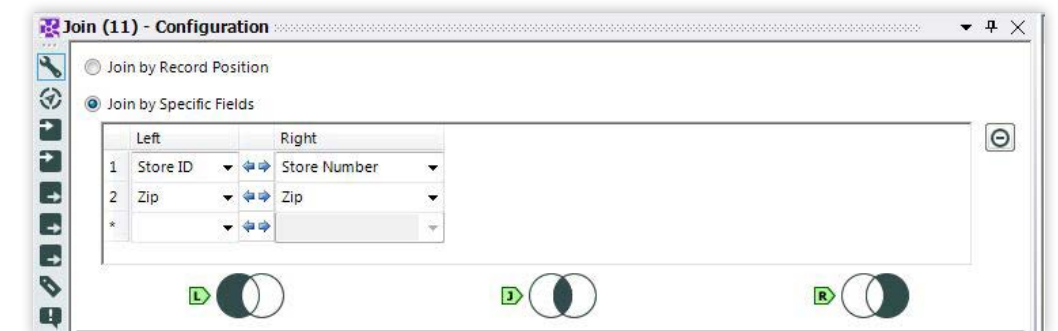 Join (11) - Configuration
Join by Record Position
Join by Specific Fields
Left Right
1 Store ID Store Number
2 Zip Zip
*
L J R